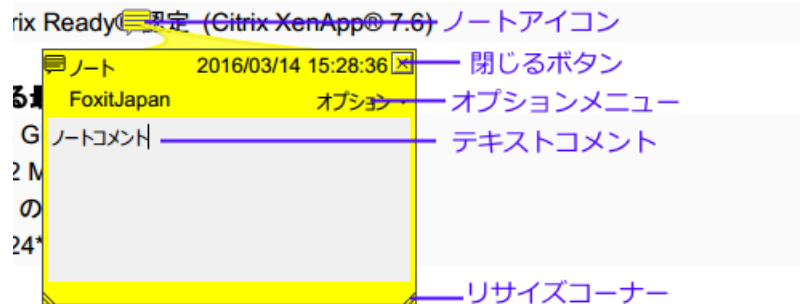 rix Ready® 認定 (Citrix XenApp® 7.6) ノートアイコン
ノート 2016/03/14 15:28:36 閉じるボタン
FoxitJapan オプション オプションメニュー
G ノートコメント テキストコメント
2 M
の
24*
リサイズコーナー